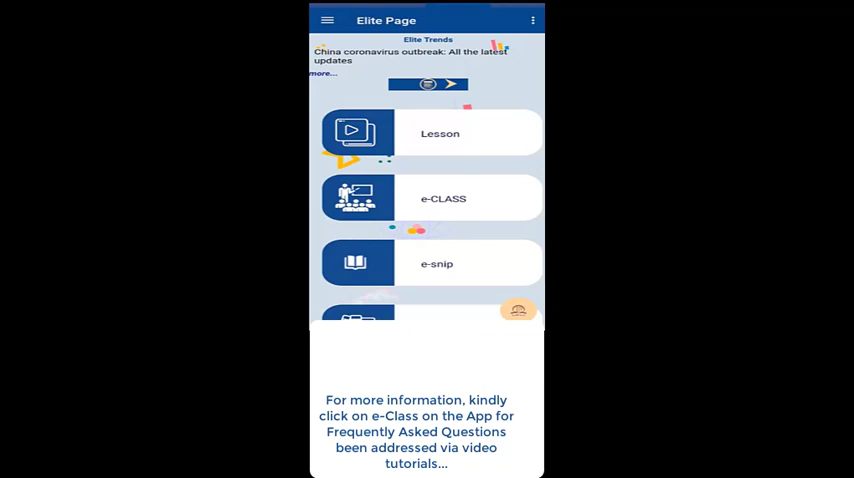 Elite Page
Elite Trends
China coronavirus outbreak: All the latest
updates
more...
Lesson
e-CLASS
e-snip
For more information, kindly
click on e-Class on the App for
Frequently Asked Questions
been addressed via video
tutorials...